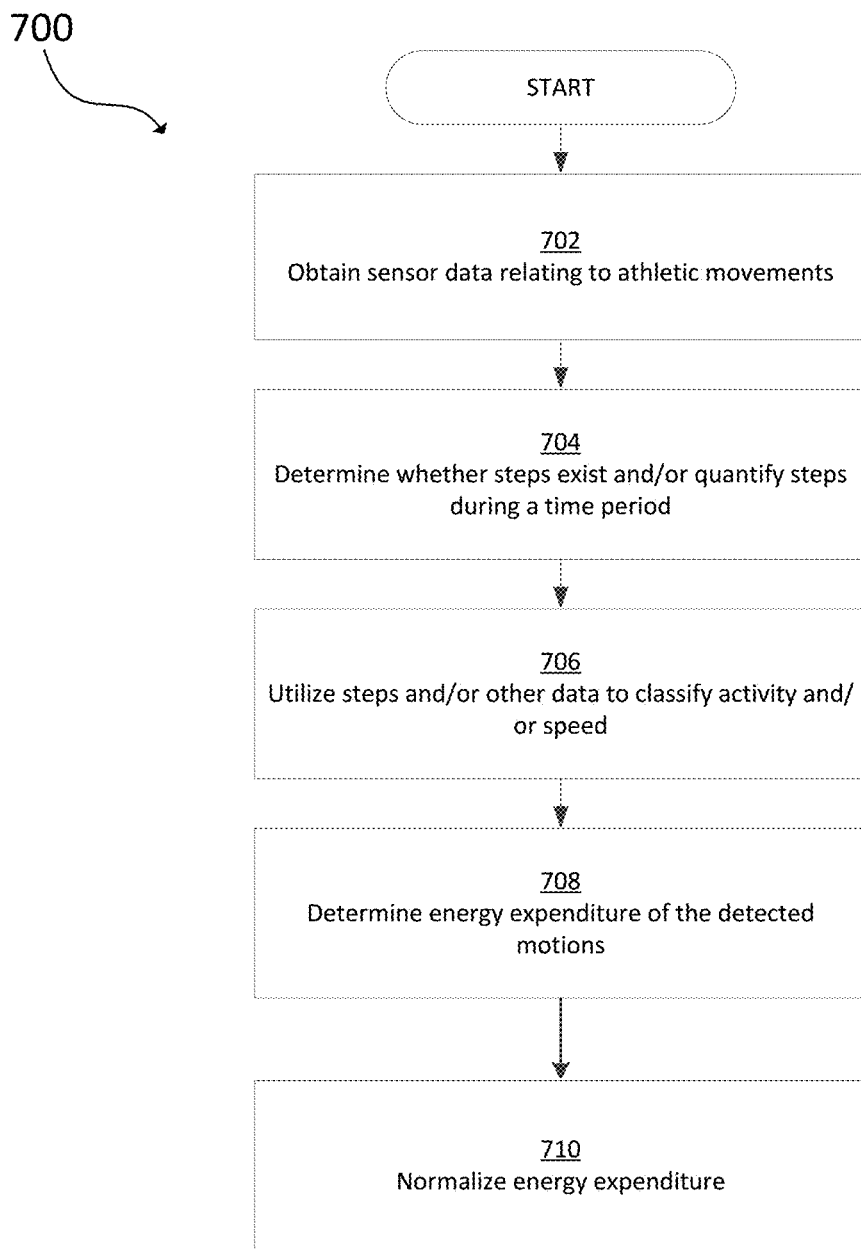 700
START
702
Obtain sensor data relating to athletic movements
704
Determine whether steps exist and/or quantify steps
during a time period
706
Utilize steps and/or other data to classify activity and/
or speed
708
Determine energy expenditure of the detected
motions
710
Normalize energy expenditure